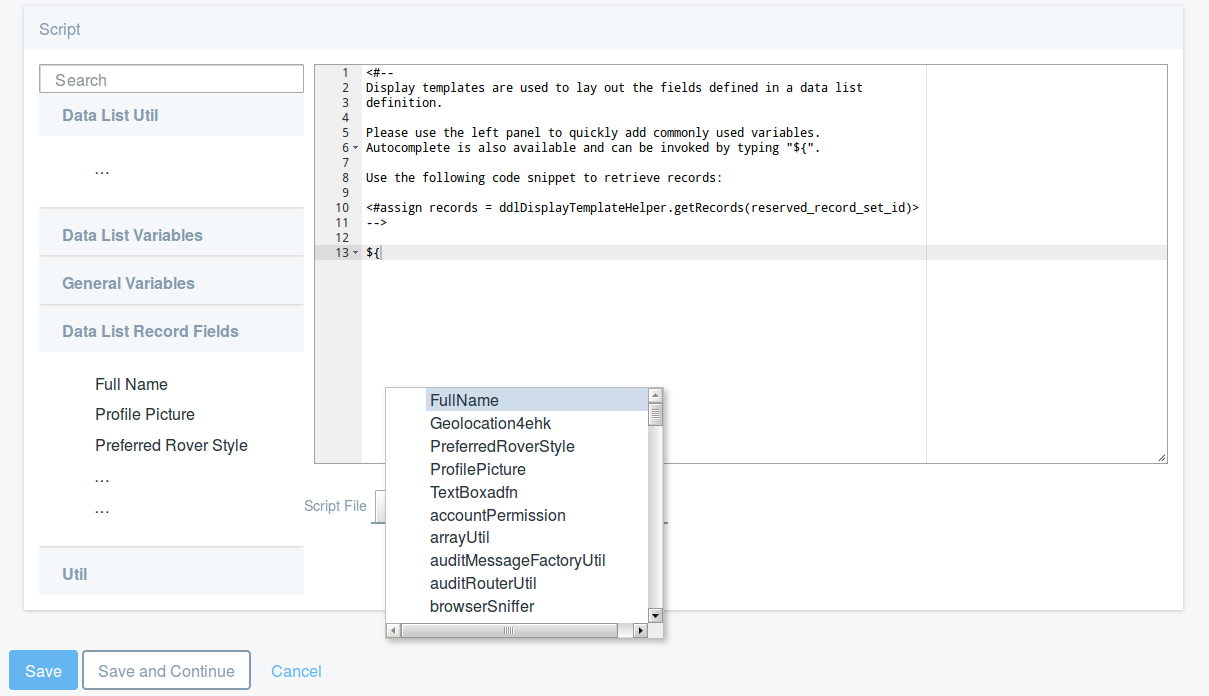 Script
Search
Data List Util
...
Data List Variables
General Variables
Data List Record Fields
Full Name
Profile Picture
Preferred Rover Style
...
...
Util
1 <#--
2 Display templates are used to lay out the fields defined in a data list
3 definition.
4
5 Please use the left panel to quickly add commonly used variables.
6 Autocomplete is also available and can be invoked by typing "${".
7
8 Use the following code snippet to retrieve records:
9
10 <#assign records = ddlDisplayTemplateHelper.getRecords(reserved_record_set_id)>
11 -->
12
13 ${
FullName
Geolocation4ehk
PreferredRoverStyle
ProfilePicture
TextBoxadfn
accountPermission
arrayUtil
auditMessageFactoryUtil
auditRouterUtil
browserSniffer
Script File
Save
Save and Continue
Cancel